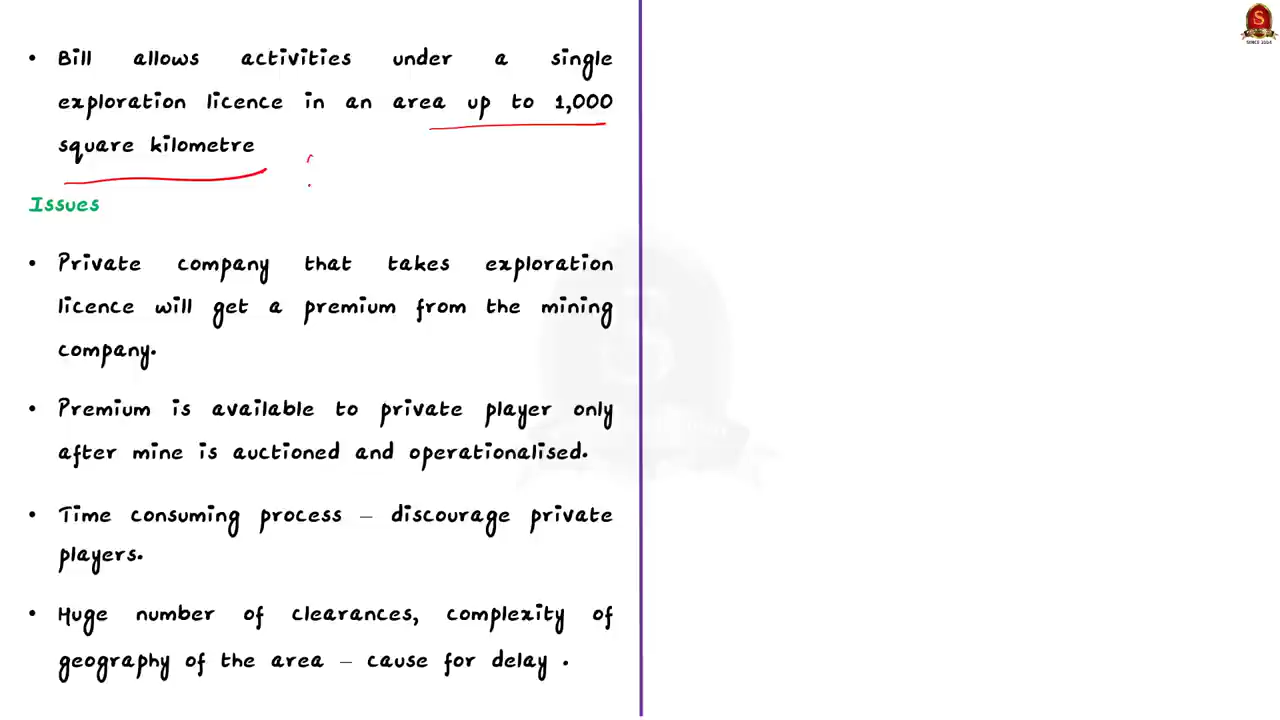 • Bill allows activities under a single
exploration licence in an area up to 1,000
square kilometre
Issues
• Private company that takes exploration
licence will get a premium from the mining
company.
• Premium is available to private player only
after mine is auctioned and operationalised.
• Time consuming process – discourage private
players.
• Huge number of clearances, complexity of
geography of the area – cause for delay .
S
SINCE 2004